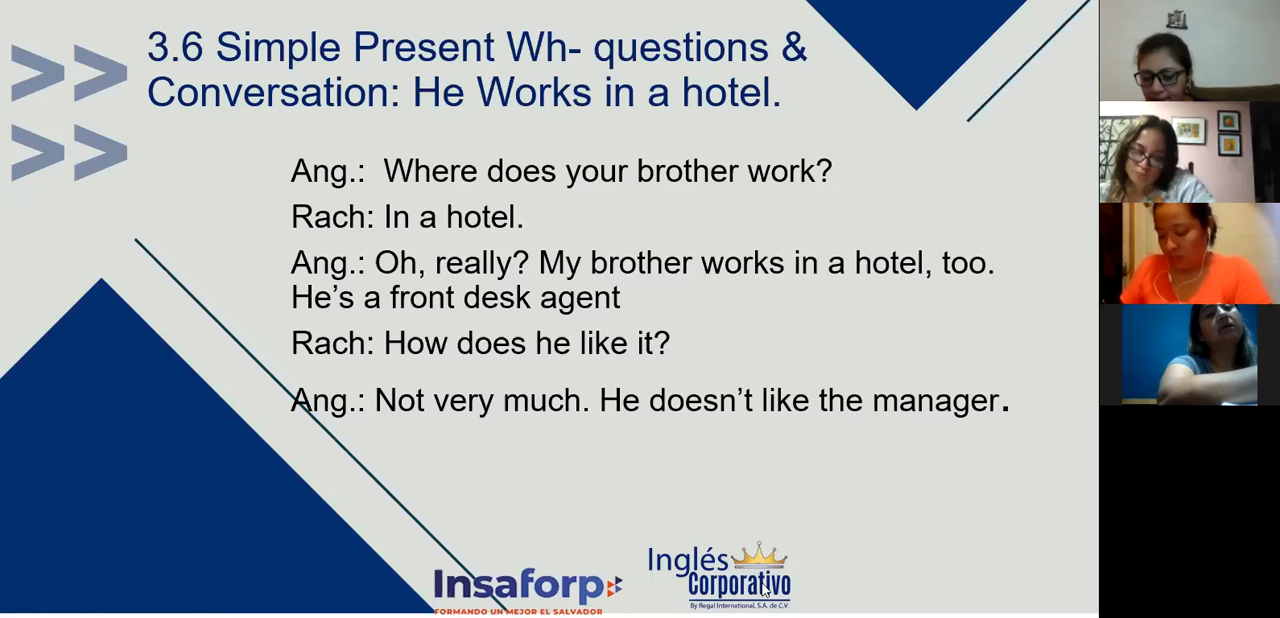 3.6 Simple Present Wh- questions &
Conversation: He Works in a hotel.
Ang.: Where does your brother work?
Rach: In a hotel.
Ang.: Oh, really? My brother works in a hotel, too.
He's a front desk agent
Rach: How does he like it?
Ang.: Not very much. He doesn't like the manager.
Insaforp
FORMANDO UN MEJOR EL SALVADOR
Inglés
Corporativo
By Regal International, S.A. de C.V.